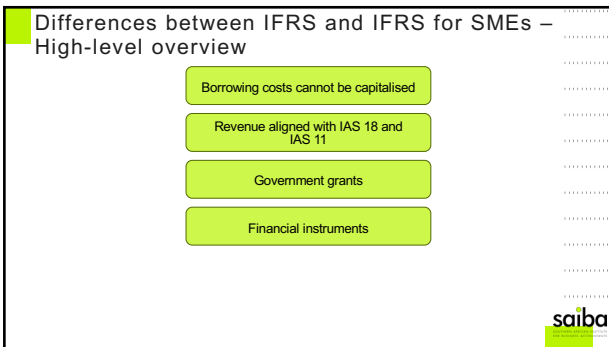 Differences between IFRS and IFRS for SMEs –
High-level overview
Borrowing costs cannot be capitalised
Revenue aligned with IAS 18 and
IAS 11
Government grants
Financial instruments
saiba